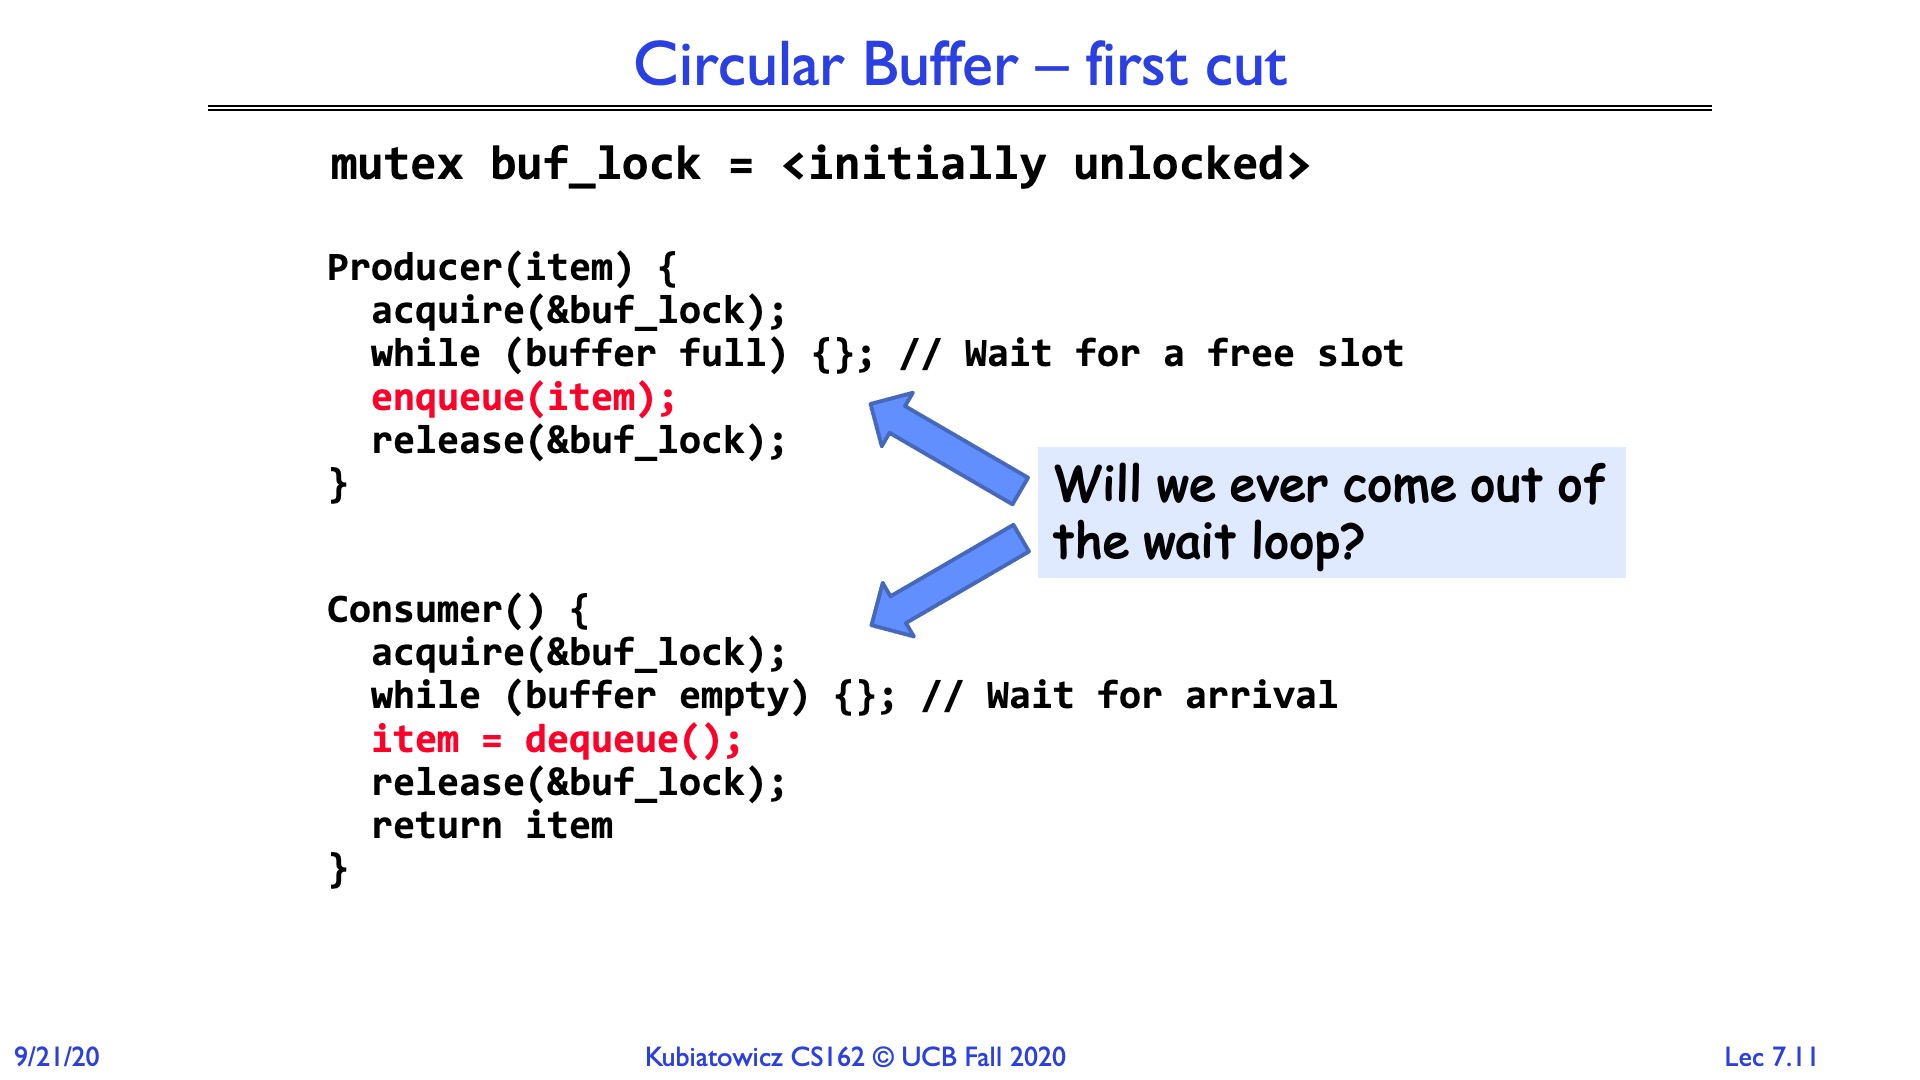 Circular Buffer – first cut
mutex buf_lock = <initially unlocked>
Producer(item) {
  acquire(&buf_lock);
  while (buffer full) {}; // Wait for a free slot
  enqueue(item);
  release(&buf_lock);
}
Will we ever come out of
the wait loop?
Consumer() {
  acquire(&buf_lock);
  while (buffer empty) {}; // Wait for arrival
  item = dequeue();
  release(&buf_lock);
  return item
}
9/21/20
Kubiatowicz CS162 © UCB Fall 2020
Lec 7.11